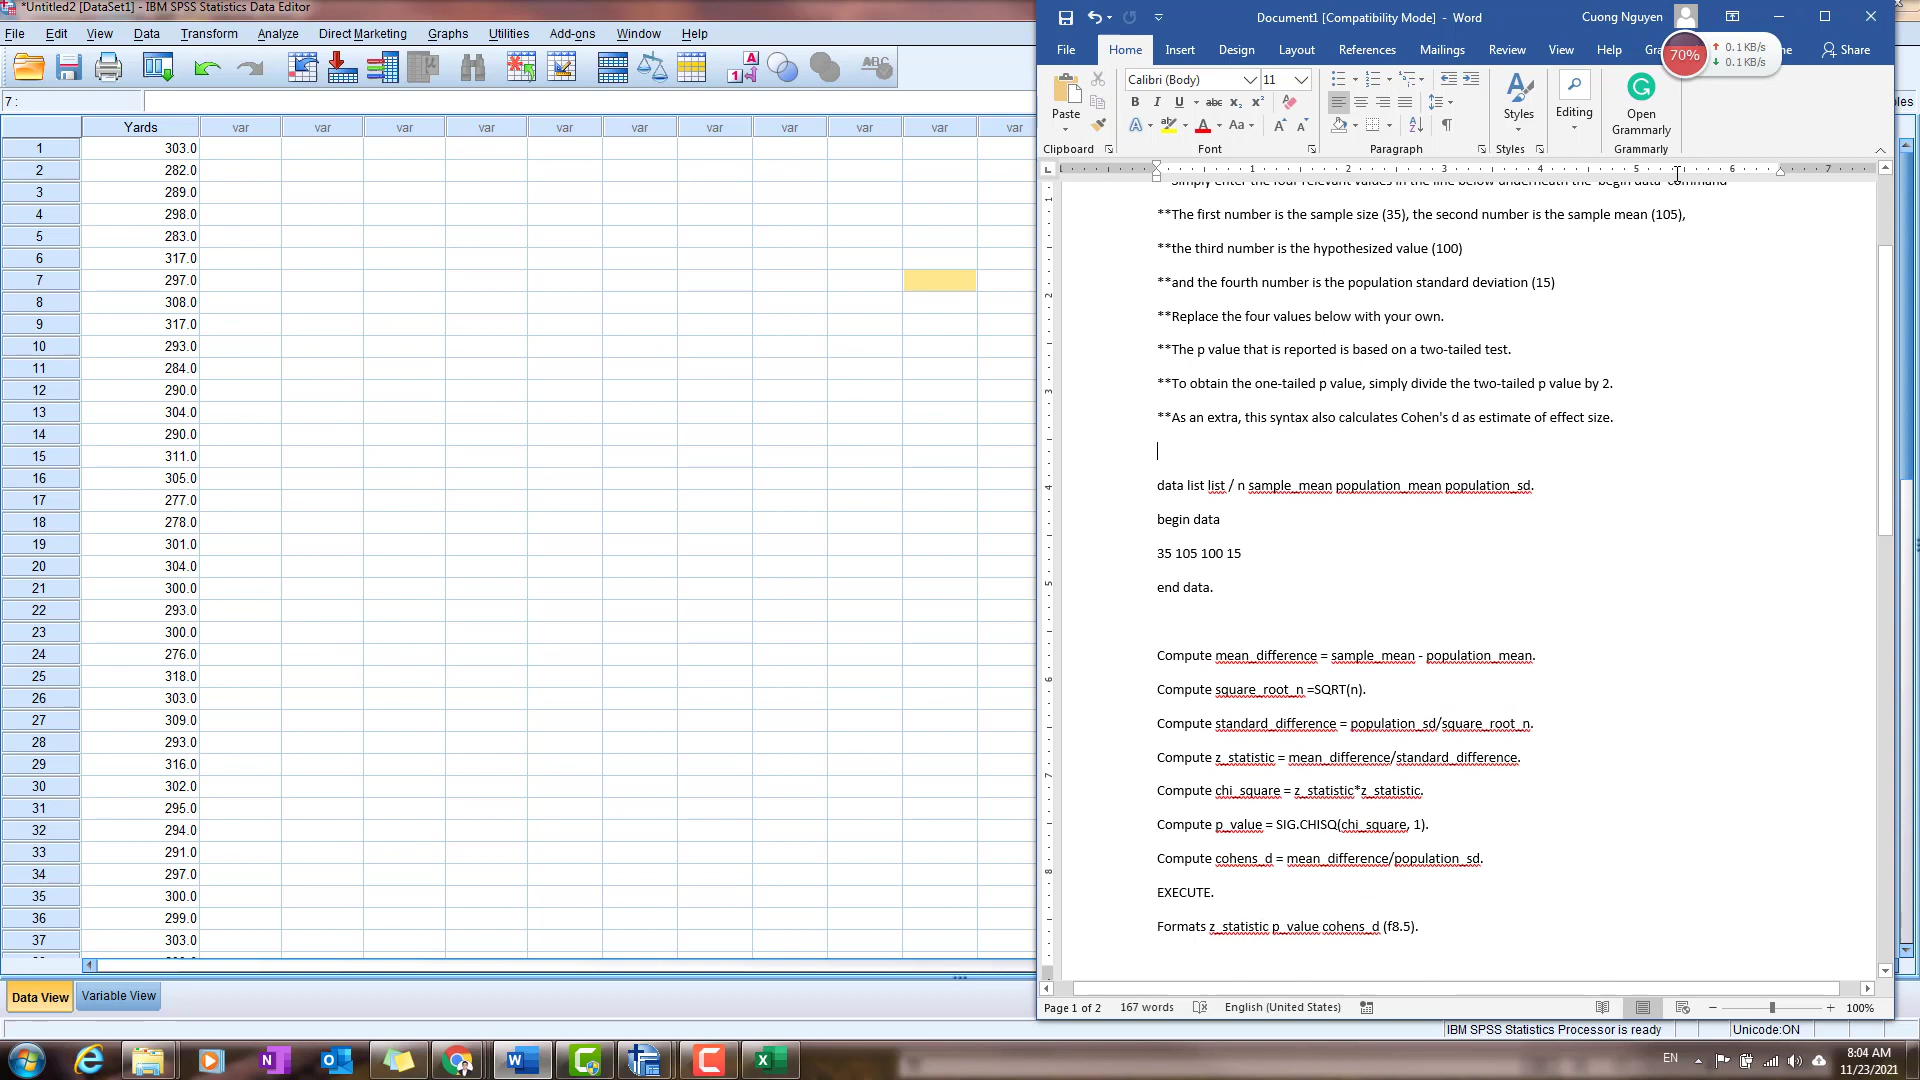 *Untitled2 [DataSet1] - IBM SPSS Statistics Data Editor
File Edit View Data Transform Analyze Direct Marketing Graphs Utilities Add-ons Window Help
7 :
Yards var var var var var var var var var var var
1 303.0
2 282.0
3 289.0
4 298.0
5 283.0
6 317.0
7 297.0
8 308.0
9 317.0
10 293.0
11 284.0
12 290.0
13 304.0
14 290.0
15 311.0
16 305.0
17 277.0
18 278.0
19 301.0
20 304.0
21 300.0
22 293.0
23 300.0
24 276.0
25 318.0
26 303.0
27 309.0
28 293.0
29 316.0
30 302.0
31 295.0
32 294.0
33 291.0
34 297.0
35 300.0
36 299.0
37 303.0
Data View Variable View
IBM SPSS Statistics Processor is ready Unicode:ON
Document1 [Compatibility Mode] - Word Cuong Nguyen
File Home Insert Design Layout References Mailings Review View Help Share
70% 0.1 KB/s
0.1 KB/s
Calibri (Body) 11
Paste Styles Editing Open Grammarly
Clipboard Font Paragraph Styles Grammarly
Simply enter the four relevant values in the line below underneath the 'begin data' command
**The first number is the sample size (35), the second number is the sample mean (105),
**the third number is the hypothesized value (100)
**and the fourth number is the population standard deviation (15)
**Replace the four values below with your own.
**The p value that is reported is based on a two-tailed test.
**To obtain the one-tailed p value, simply divide the two-tailed p value by 2.
**As an extra, this syntax also calculates Cohen's d as estimate of effect size.
data list list / n sample_mean population_mean population_sd.
begin data
35 105 100 15
end data.
Compute mean_difference = sample_mean - population_mean.
Compute square_root_n =SQRT(n).
Compute standard_difference = population_sd/square_root_n.
Compute z_statistic = mean_difference/standard_difference.
Compute chi_square = z_statistic*z_statistic.
Compute p_value = SIG.CHISQ(chi_square, 1).
Compute cohens_d = mean_difference/population_sd.
EXECUTE.
Formats z_statistic p_value cohens_d (f8.5).
Page 1 of 2 167 words English (United States) 100%
EN 8:04 AM
11/23/2021